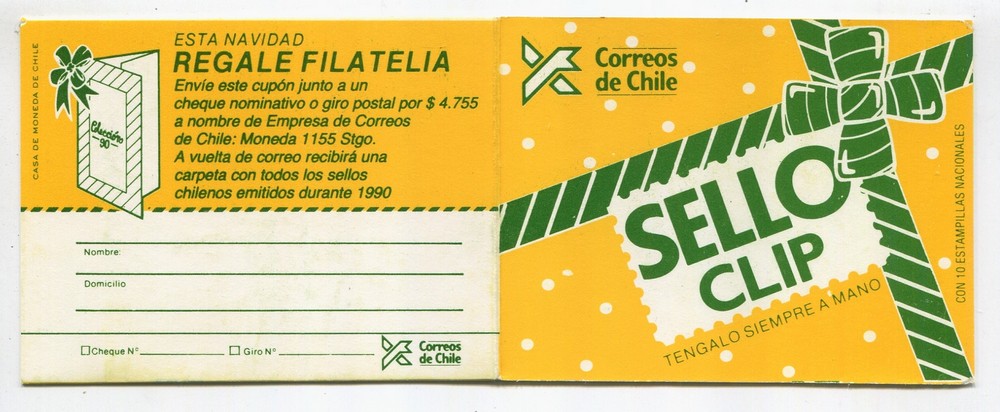 CASA DE MONEDA DE CHILE
ESTA NAVIDAD
REGALE FILATELIA
Envíe este cupón junto a un
cheque nominativo o giro postal por $ 4.755
a nombre de Empresa de Correos
de Chile: Moneda 1155 Stgo.
A vuelta de correo recibirá una
carpeta con todos los sellos
chilenos emitidos durante 1990
Colección
90
Nombre:
Domicilio
Cheque Nº
Giro Nº
Correos
de Chile
Correos
de Chile
SELLO
CLIP
TENGALO SIEMPRE A MANO
CON 10 ESTAMPILLAS NACIONALES